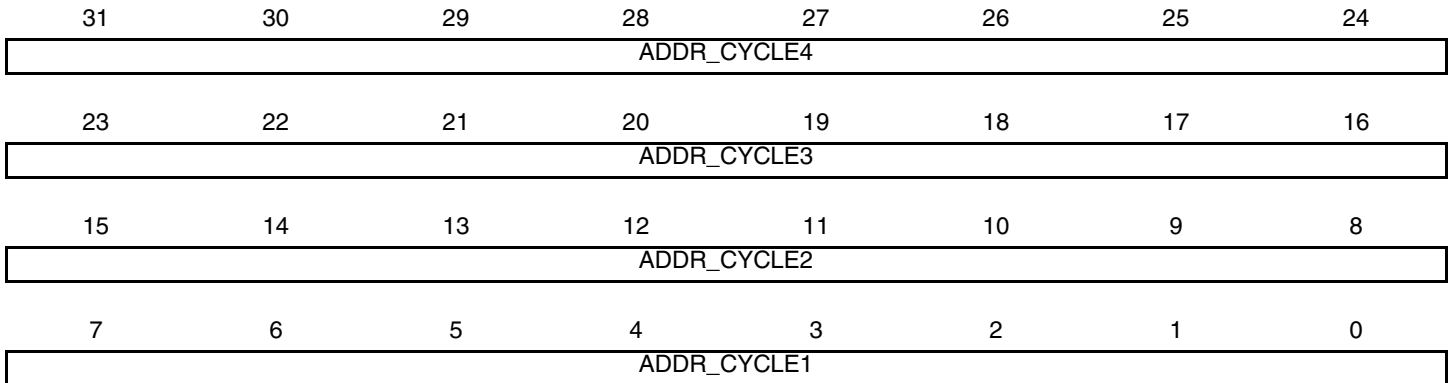 31 30 29 28 27 26 25 24
ADDR_CYCLE4
23 22 21 20 19 18 17 16
ADDR_CYCLE3
15 14 13 12 11 10 9 8
ADDR_CYCLE2
7 6 5 4 3 2 1 0
ADDR_CYCLE1